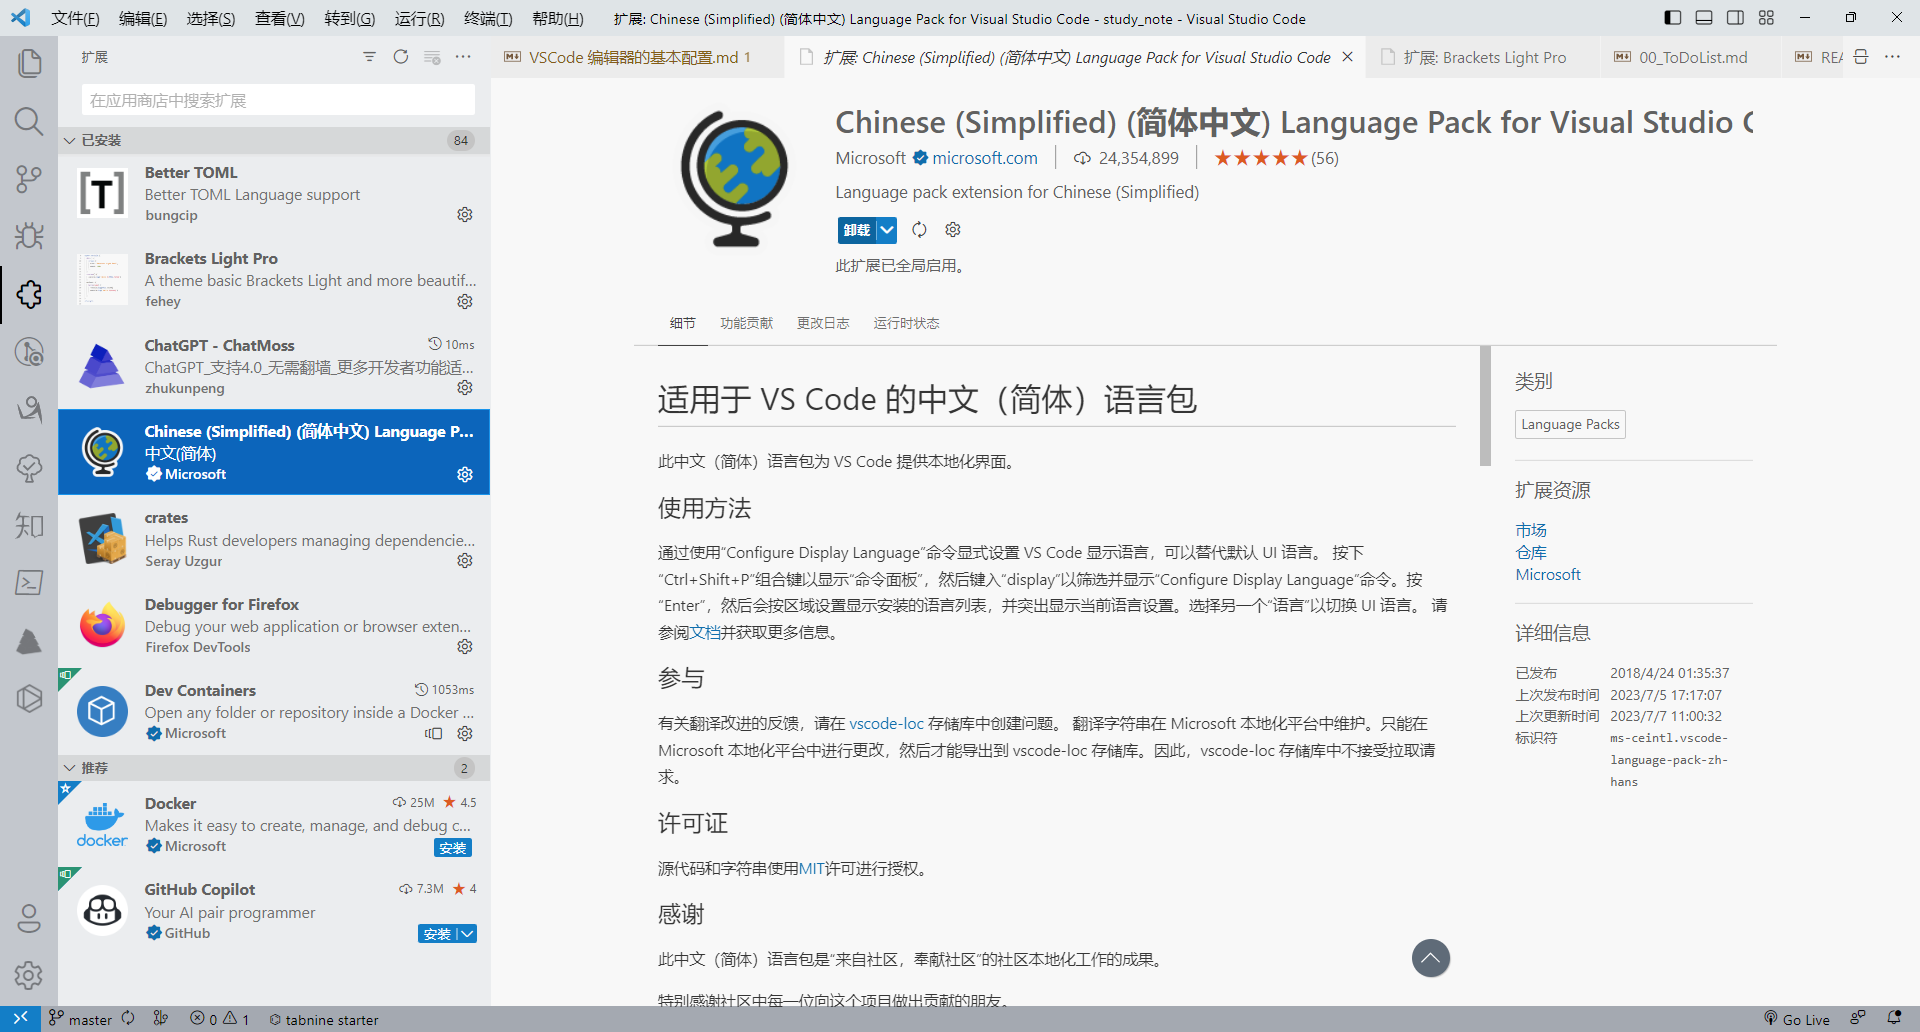 文件(F) 编辑(E) 选择(S) 查看(V) 转到(G) 运行(R) 终端(T) 帮助(H) 扩展: Chinese (Simplified) (简体中文) Language Pack for Visual Studio Code - study_note - Visual Studio Code
扩展
VSCode 编辑器的基本配置.md 1
扩展: Chinese (Simplified) (简体中文) Language Pack for Visual Studio Code
扩展: Brackets Light Pro
00_ToDoList.md
REA
在应用商店中搜索扩展
已安装 84
Better TOML
Better TOML Language support
bungcip
Brackets Light Pro
A theme basic Brackets Light and more beautif...
fehey
ChatGPT - ChatMoss 10ms
ChatGPT_支持4.0_无需翻墙_更多开发者功能适...
zhukunpeng
Chinese (Simplified) (简体中文) Language P...
中文(简体)
Microsoft
crates
Helps Rust developers managing dependencie...
Seray Uzgur
Debugger for Firefox
Debug your web application or browser exten...
Firefox DevTools
Dev Containers 1053ms
Open any folder or repository inside a Docker ...
Microsoft
推荐 2
docker
Docker 25M ★ 4.5
Makes it easy to create, manage, and debug c...
Microsoft 安装
GitHub Copilot 7.3M ★ 4
Your AI pair programmer
GitHub 安装
知
[T]
Chinese (Simplified) (简体中文) Language Pack for Visual Studio C
Microsoft microsoft.com 24,354,899 ★★★★★(56)
Language pack extension for Chinese (Simplified)
卸载
此扩展已全局启用。
细节 功能贡献 更改日志 运行时状态
适用于 VS Code 的中文（简体）语言包
此中文（简体）语言包为 VS Code 提供本地化界面。
使用方法
通过使用“Configure Display Language”命令显式设置 VS Code 显示语言，可以替代默认 UI 语言。 按下
“Ctrl+Shift+P”组合键以显示“命令面板”，然后键入“display”以筛选并显示“Configure Display Language”命令。按
“Enter”，然后会按区域设置显示安装的语言列表，并突出显示当前语言设置。选择另一个“语言”以切换 UI 语言。 请
参阅文档并获取更多信息。
参与
有关翻译改进的反馈，请在 vscode-loc 存储库中创建问题。 翻译字符串在 Microsoft 本地化平台中维护。只能在
Microsoft 本地化平台中进行更改，然后才能导出到 vscode-loc 存储库。因此，vscode-loc 存储库中不接受拉取请
求。
许可证
源代码和字符串使用MIT许可进行授权。
感谢
此中文（简体）语言包是“来自社区，奉献社区”的社区本地化工作的成果。
特别感谢社区中每一位向这个项目做出贡献的朋友。
类别
Language Packs
扩展资源
市场
仓库
Microsoft
详细信息
已发布 2018/4/24 01:35:37
上次发布时间 2023/7/5 17:17:07
上次更新时间 2023/7/7 11:00:32
标识符 ms-ceintl.vscode-
language-pack-zh-
hans
master 0 1 tabnine starter Go Live